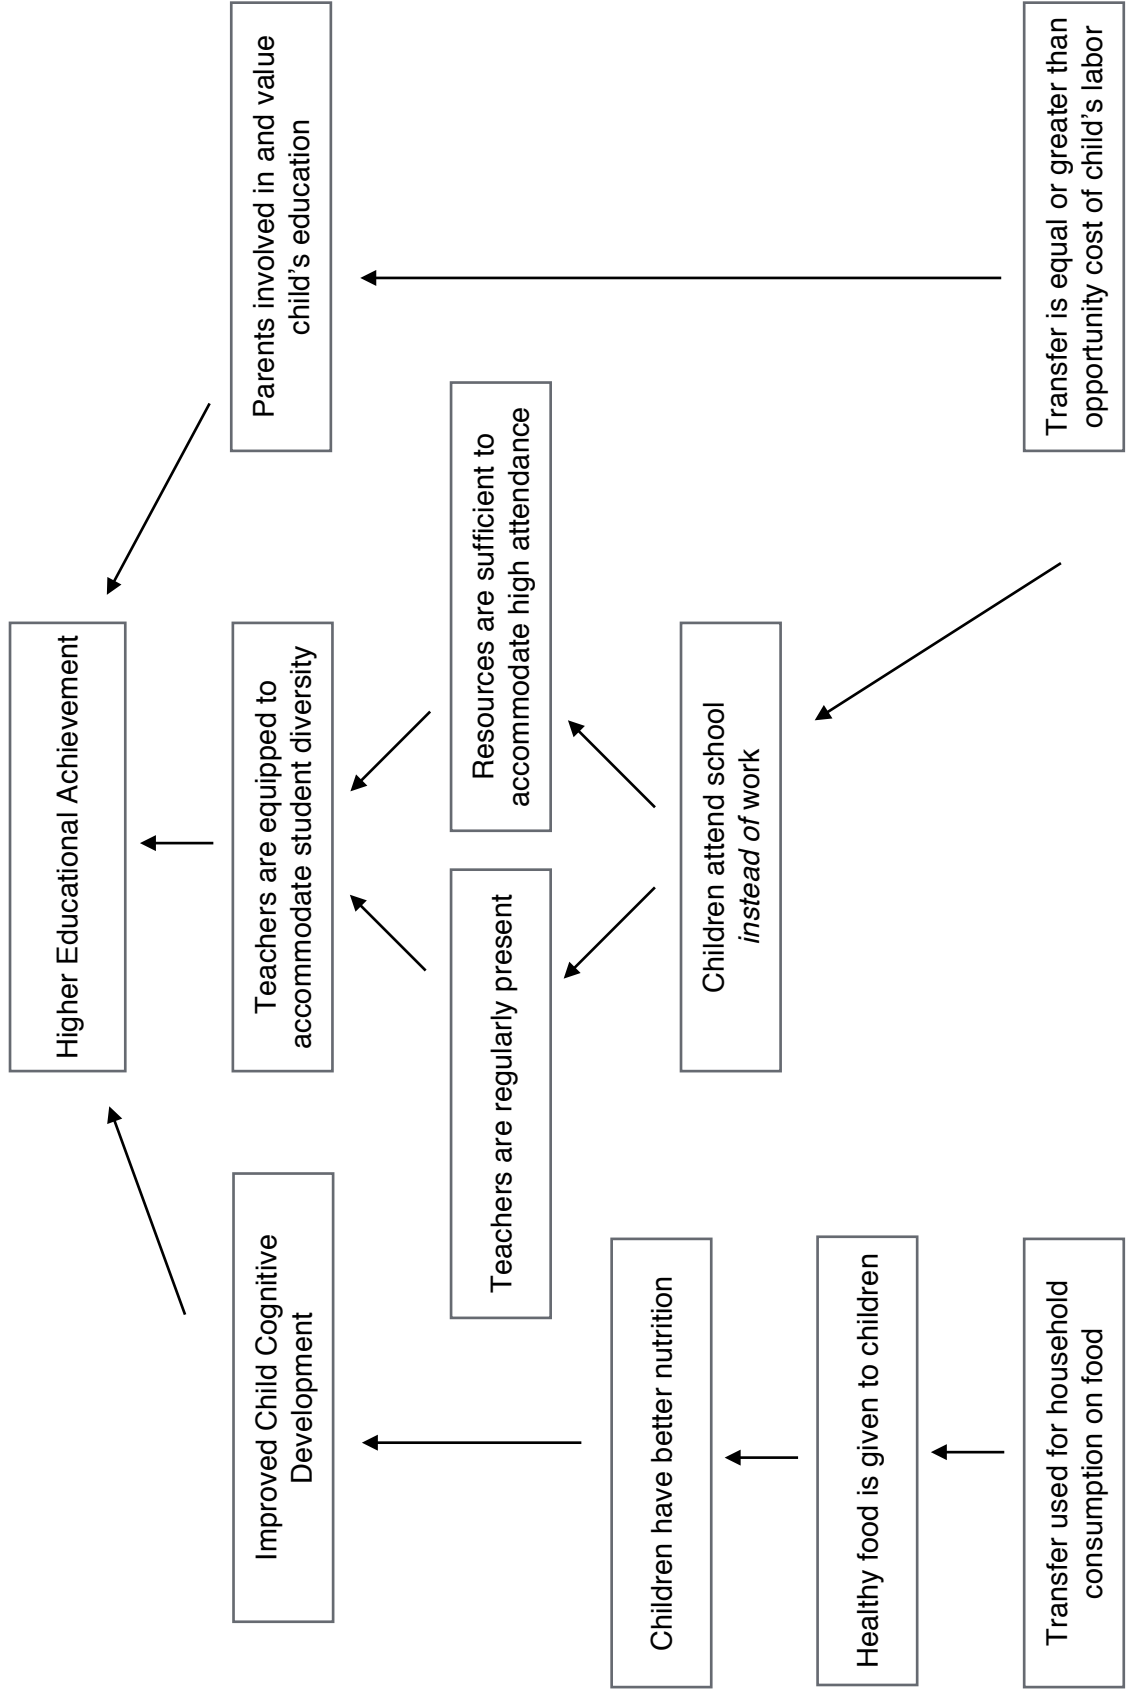 Higher Educational Achievement
Improved Child Cognitive
Development
Teachers are equipped to
accommodate student diversity
Parents involved in and value
child's education
Teachers are regularly present
Resources are sufficient to
accommodate high attendance
Children have better nutrition
Children attend school
instead of work
Healthy food is given to children
Transfer used for household
consumption on food
Transfer is equal or greater than
opportunity cost of child's labor